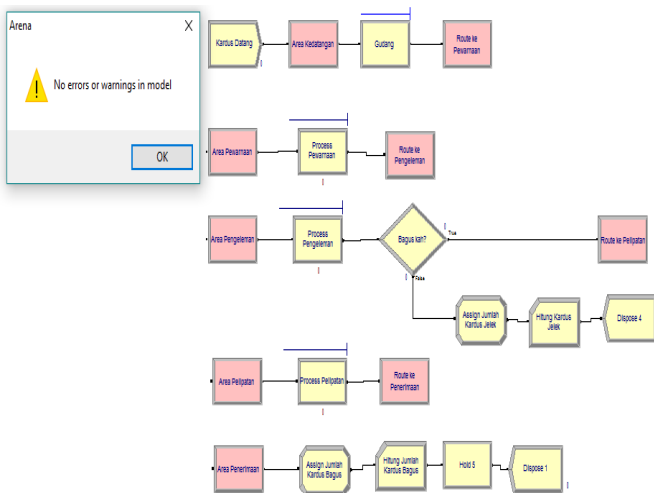 Arena
No errors or warnings in model
OK
Kardus Datang
Area Kedatangan
Gudang
Route ke
Pewarnaan
Area Pewarnaan
Process
Pewarnaan
Route ke
Pengeleman
Area Pengeleman
Process
Pengeleman
Bagus kah?
True
False
Route ke Pelipatan
Assign Jumlah
Kardus Jelek
Hitung Kardus
Jelek
Dispose 4
Area Pelipatan
Process Pelipatan
Route ke
Penerimaan
Area Penerimaan
Assign Jumlah
Kardus Bagus
Hitung Jumlah
Kardus Bagus
Hold 5
Dispose 1